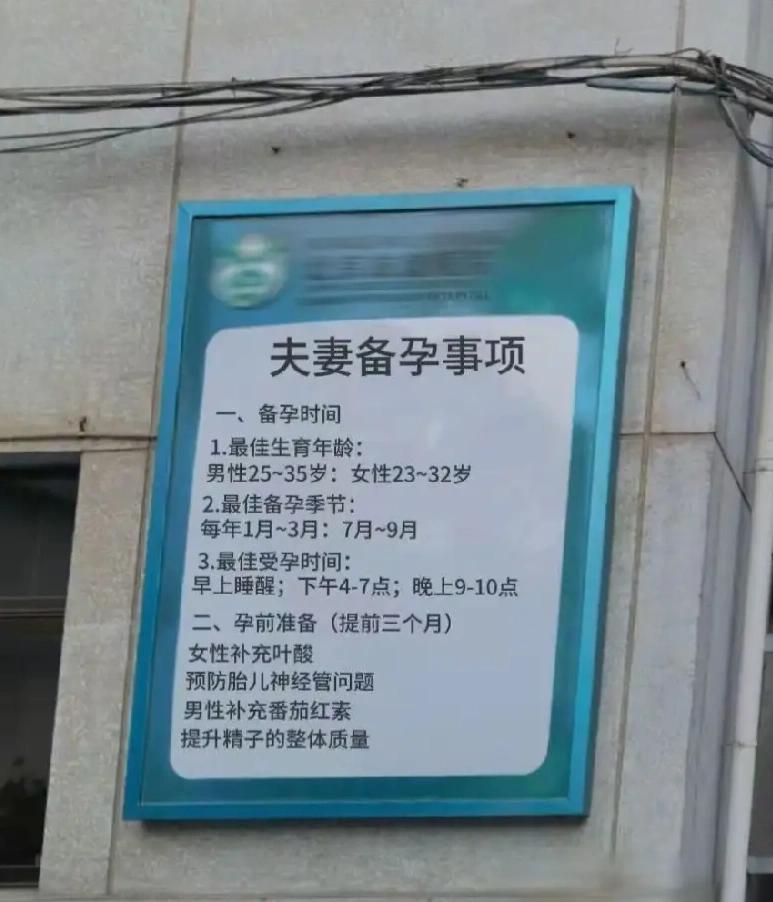 夫妻备孕事项
一、备孕时间
1.最佳生育年龄：
男性25~35岁：女性23~32岁
2.最佳备孕季节：
每年1月~3月：7月~9月
3.最佳受孕时间：
早上睡醒；下午4-7点；晚上9-10点
二、孕前准备（提前三个月）
女性补充叶酸
预防胎儿神经管问题
男性补充番茄红素
提升精子的整体质量